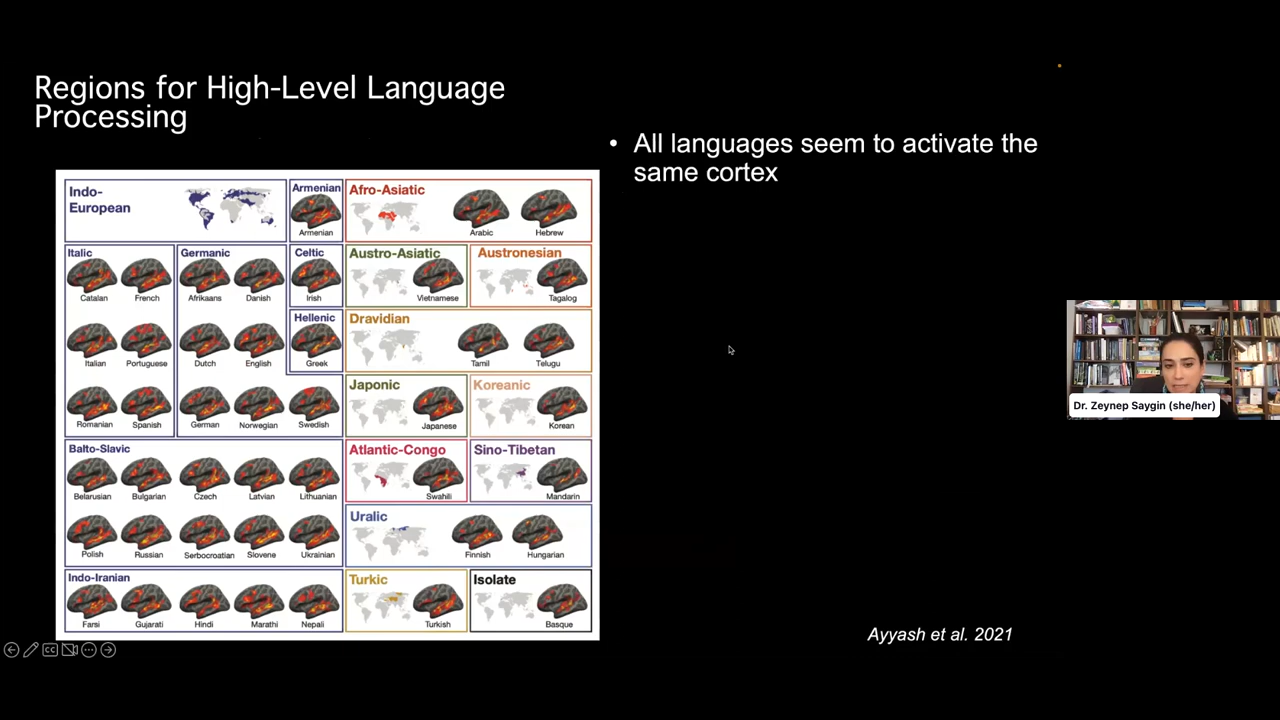 Regions for High-Level Language
Processing
• All languages seem to activate the
same cortex
Indo-
European
Armenian
Armenian
Afro-Asiatic
Arabic Hebrew
Italic
Catalan French
Italian Portuguese
Romanian Spanish
Germanic
Afrikaans Danish
Dutch English
German Norwegian Swedish
Celtic
Irish
Hellenic
Greek
Austro-Asiatic
Vietnamese
Austronesian
Tagalog
Dravidian
Tamil Telugu
Japonic
Japanese
Koreanic
Korean
Balto-Slavic
Belarusian Bulgarian Czech Latvian Lithuanian
Polish Russian Serbocroatian Slovene Ukrainian
Atlantic-Congo
Swahili
Sino-Tibetan
Mandarin
Uralic
Finnish Hungarian
Indo-Iranian
Farsi Gujarati Hindi Marathi Nepali
Turkic
Turkish
Isolate
Basque
Dr. Zeynep Saygin (she/her)
Ayyash et al. 2021
CC